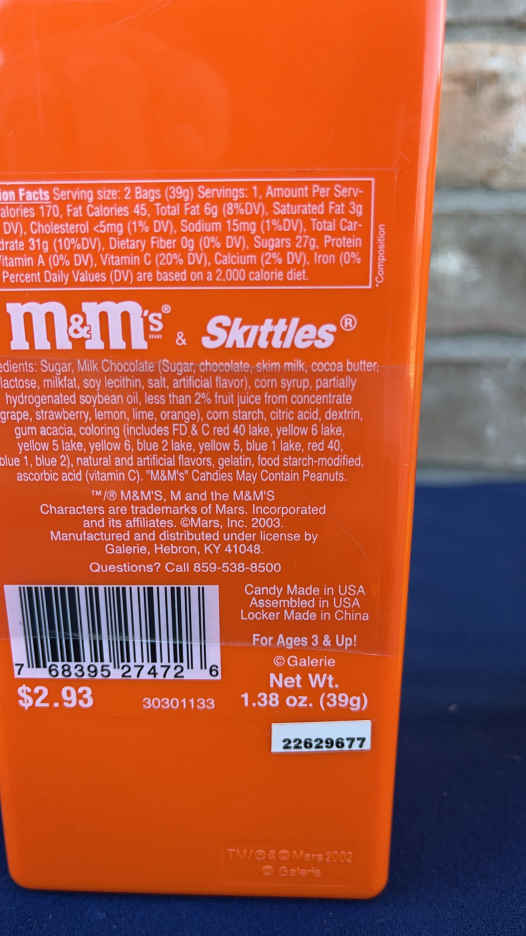 ion Facts Serving size: 2 Bags (39g) Servings: 1, Amount Per Serv-
alories 170, Fat Calories 45, Total Fat 6g (8%DV), Saturated Fat 3g
DV), Cholesterol <5mg (1% DV), Sodium 15mg (1%DV), Total Car-
drate 31g (10%DV), Dietary Fiber 0g (0% DV), Sugars 27g, Protein
itamin A (0% DV), Vitamin C (20% DV), Calcium (2% DV), Iron (0%
Percent Daily Values (DV) are based on a 2,000 calorie diet.
*Composition
m&m's® & Skittles®
edients: Sugar, Milk Chocolate (Sugar, chocolate, skim milk, cocoa butter,
lactose, milkfat, soy lecithin, salt, artificial flavor), corn syrup, partially
hydrogenated soybean oil, less than 2% fruit juice from concentrate
grape, strawberry, lemon, lime, orange), corn starch, citric acid, dextrin,
gum acacia, coloring (includes FD & C red 40 lake, yellow 6 lake,
yellow 5 lake, yellow 6, blue 2 lake, yellow 5, blue 1 lake, red 40,
blue 1, blue 2), natural and artificial flavors, gelatin, food starch-modified,
ascorbic acid (vitamin C). "M&M's" Candies May Contain Peanuts.
™/® M&M'S, M and the M&M'S
Characters are trademarks of Mars. Incorporated
and its affiliates. ©Mars, Inc. 2003.
Manufactured and distributed under license by
Galerie, Hebron, KY 41048.
Questions? Call 859-538-8500
Candy Made in USA
Assembled in USA
Locker Made in China
For Ages 3 & Up!
©Galerie
Net Wt.
1.38 oz. (39g)
7 68395 27472 6
$2.93
30301133
22629677
TM/®&©Mars 2002
© Galerie